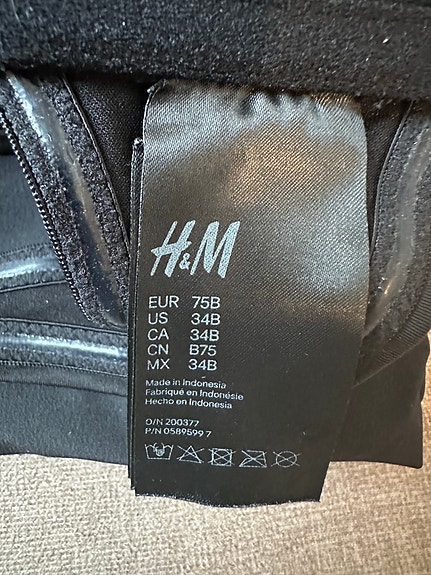 H&M
EUR 75B
US 34B
CA 34B
CN B75
MX 34B
Made in Indonesia
Fabriqué en Indonésie
Hecho en Indonesia
O/N 200377
P/N 0589599 7